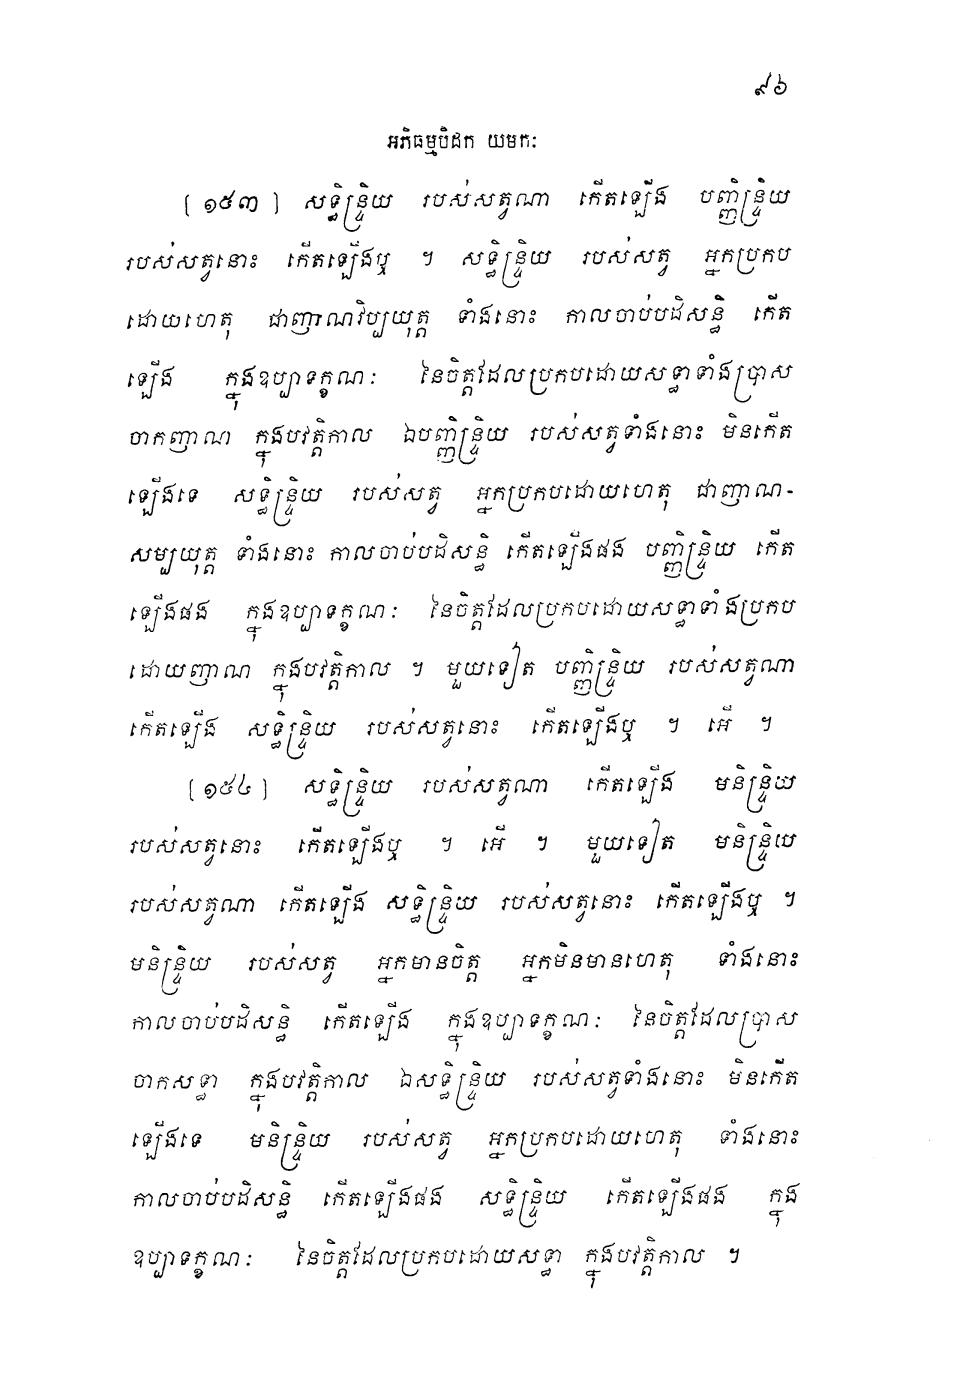 ៩៦
អភិធម្មបិដក យមកៈ
[១៥៣] សទ្ធិន្ទ្រិយ របស់សត្វណា កើតឡើង បញ្ញិន្ទ្រិយ
របស់សត្វនោះ កើតឡើងឬ ។ សទ្ធិន្ទ្រិយ របស់សត្វ អ្នកប្រកប
ដោយហេតុ ជាញាណវិប្បយុត្ត ទាំងនោះ កាលចាប់បដិសន្ធិ កើត
ឡើង ក្នុងឧប្បាទក្ខណៈ នៃចិត្តដែលប្រកបដោយសទ្ធាទាំងប្រាស
ចាកញាណ ក្នុងបវត្តិកាល ឯបញ្ញិន្ទ្រិយ របស់សត្វទាំងនោះ មិនកើត
ឡើងទេ សទ្ធិន្ទ្រិយ របស់សត្វ អ្នកប្រកបដោយហេតុ ជាញាណ-
សម្បយុត្ត ទាំងនោះ កាលចាប់បដិសន្ធិ កើតឡើងផង បញ្ញិន្ទ្រិយ កើត
ឡើងផង ក្នុងឧប្បាទក្ខណៈ នៃចិត្តដែលប្រកបដោយសទ្ធាទាំងប្រកប
ដោយញាណ ក្នុងបវត្តិកាល ។ មួយទៀត បញ្ញិន្ទ្រិយ របស់សត្វណា
កើតឡើង សទ្ធិន្ទ្រិយ របស់សត្វនោះ កើតឡើងឬ ។ អើ ។
[១៥៤] សទ្ធិន្ទ្រិយ របស់សត្វណា កើតឡើង មនិន្ទ្រិយ
របស់សត្វនោះ កើតឡើងឬ ។ អើ ។ មួយទៀត មនិន្ទ្រិយ
របស់សត្វណា កើតឡើង សទ្ធិន្ទ្រិយ របស់សត្វនោះ កើតឡើងឬ ។
មនិន្ទ្រិយ របស់សត្វ អ្នកមានចិត្ត អ្នកមិនមានហេតុ ទាំងនោះ
កាលចាប់បដិសន្ធិ កើតឡើង ក្នុងឧប្បាទក្ខណៈ នៃចិត្តដែលប្រាស
ចាកសទ្ធា ក្នុងបវត្តិកាល ឯសទ្ធិន្ទ្រិយ របស់សត្វទាំងនោះ មិនកើត
ឡើងទេ មនិន្ទ្រិយ របស់សត្វ អ្នកប្រកបដោយហេតុ ទាំងនោះ
កាលចាប់បដិសន្ធិ កើតឡើងផង សទ្ធិន្ទ្រិយ កើតឡើងផង ក្នុង
ឧប្បាទក្ខណៈ នៃចិត្តដែលប្រកបដោយសទ្ធា ក្នុងបវត្តិកាល ។